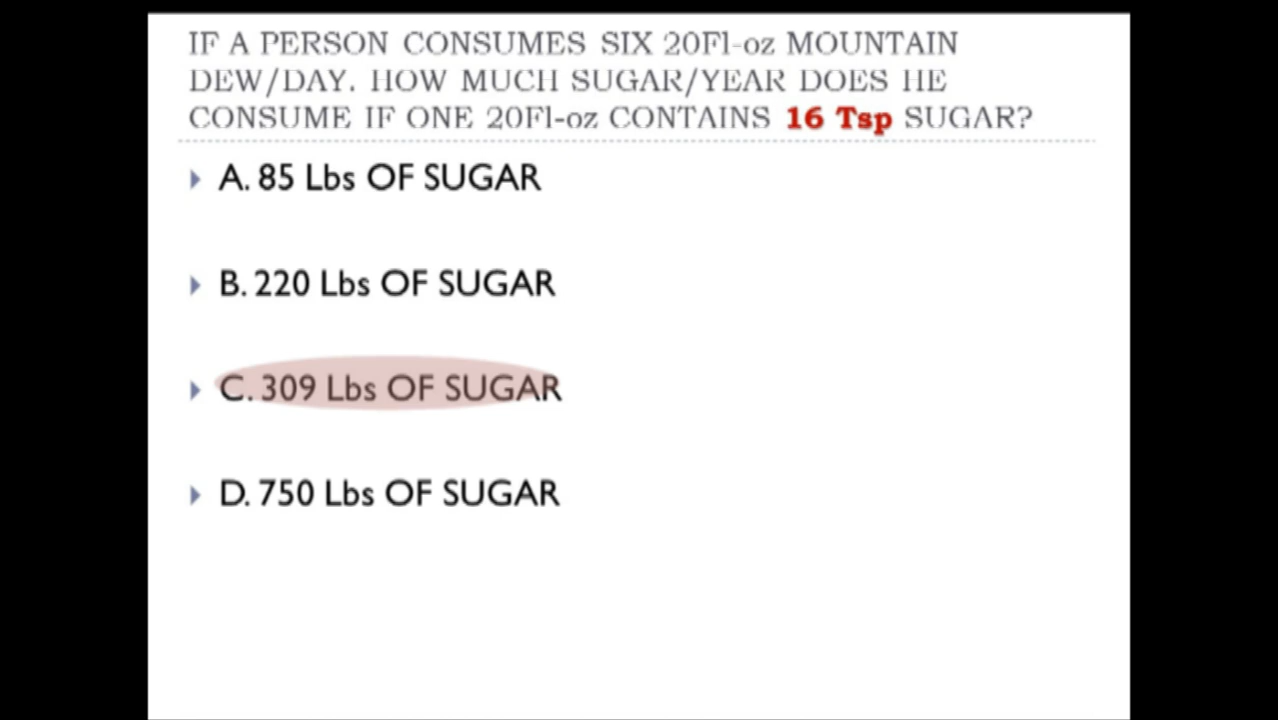 IF A PERSON CONSUMES SIX 20Fl-oz MOUNTAIN
DEW/DAY. HOW MUCH SUGAR/YEAR DOES HE
CONSUME IF ONE 20Fl-oz CONTAINS 16 Tsp SUGAR?
A. 85 Lbs OF SUGAR
B. 220 Lbs OF SUGAR
C. 309 Lbs OF SUGAR
D. 750 Lbs OF SUGAR